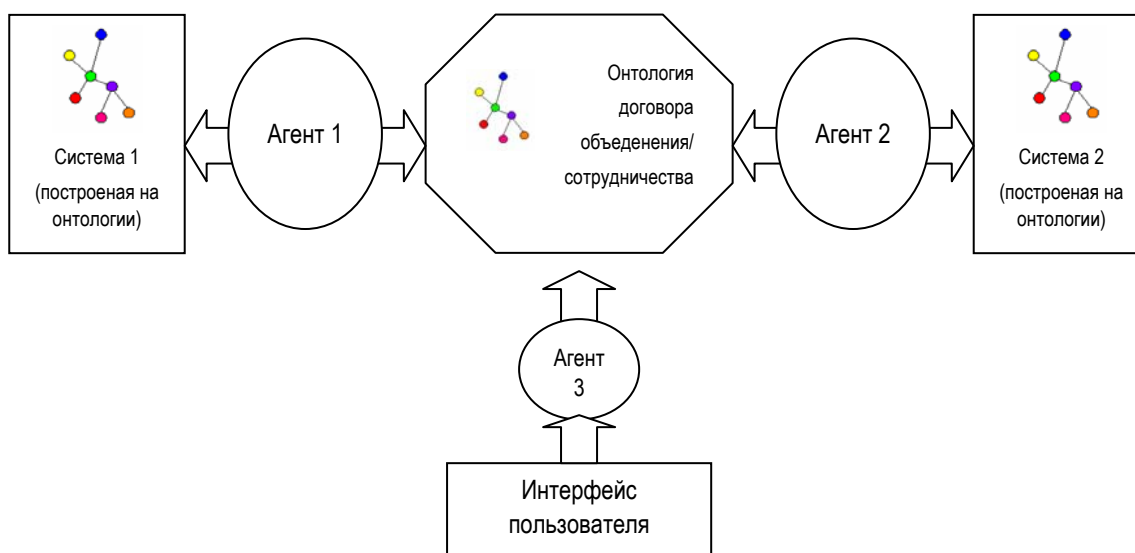 Система 1
(построеная на
онтологии)
Агент 1
Онтология
договора
объеденения/
сотрудничества
Агент 2
Система 2
(построеная на
онтологии)
Агент
3
Интерфейс
пользователя